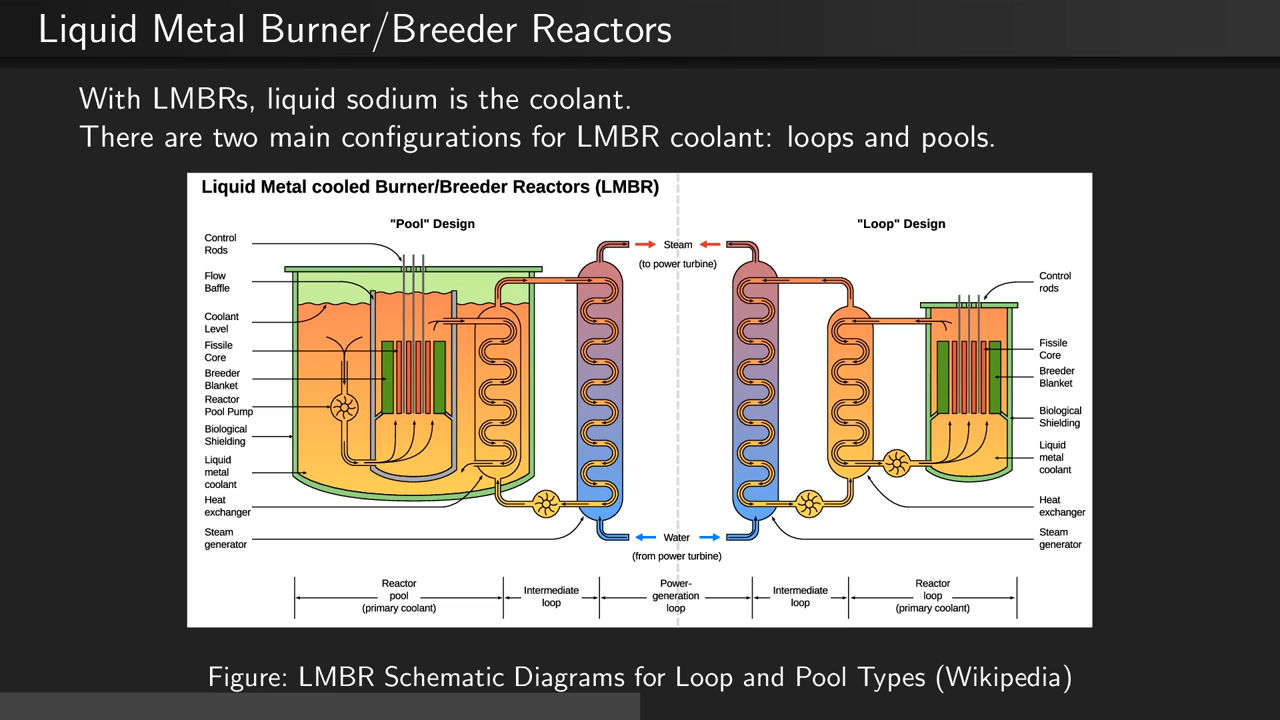 Liquid Metal Burner/Breeder Reactors
With LMBRs, liquid sodium is the coolant.
There are two main configurations for LMBR coolant: loops and pools.
Liquid Metal cooled Burner/Breeder Reactors (LMBR)
"Pool" Design
Control
Rods
Flow
Baffle
Coolant
Level
Fissile
Core
Breeder
Blanket
Reactor
Pool Pump
Biological
Shielding
Liquid
metal
coolant
Heat
exchanger
Steam
generator
Steam
(to power turbine)
Water
(from power turbine)
"Loop" Design
Control
rods
Fissile
Core
Breeder
Blanket
Biological
Shielding
Liquid
metal
coolant
Heat
exchanger
Steam
generator
Reactor
pool
(primary coolant)
Intermediate
loop
Power-
generation
loop
Intermediate
loop
Reactor
loop
(primary coolant)
Figure: LMBR Schematic Diagrams for Loop and Pool Types (Wikipedia)